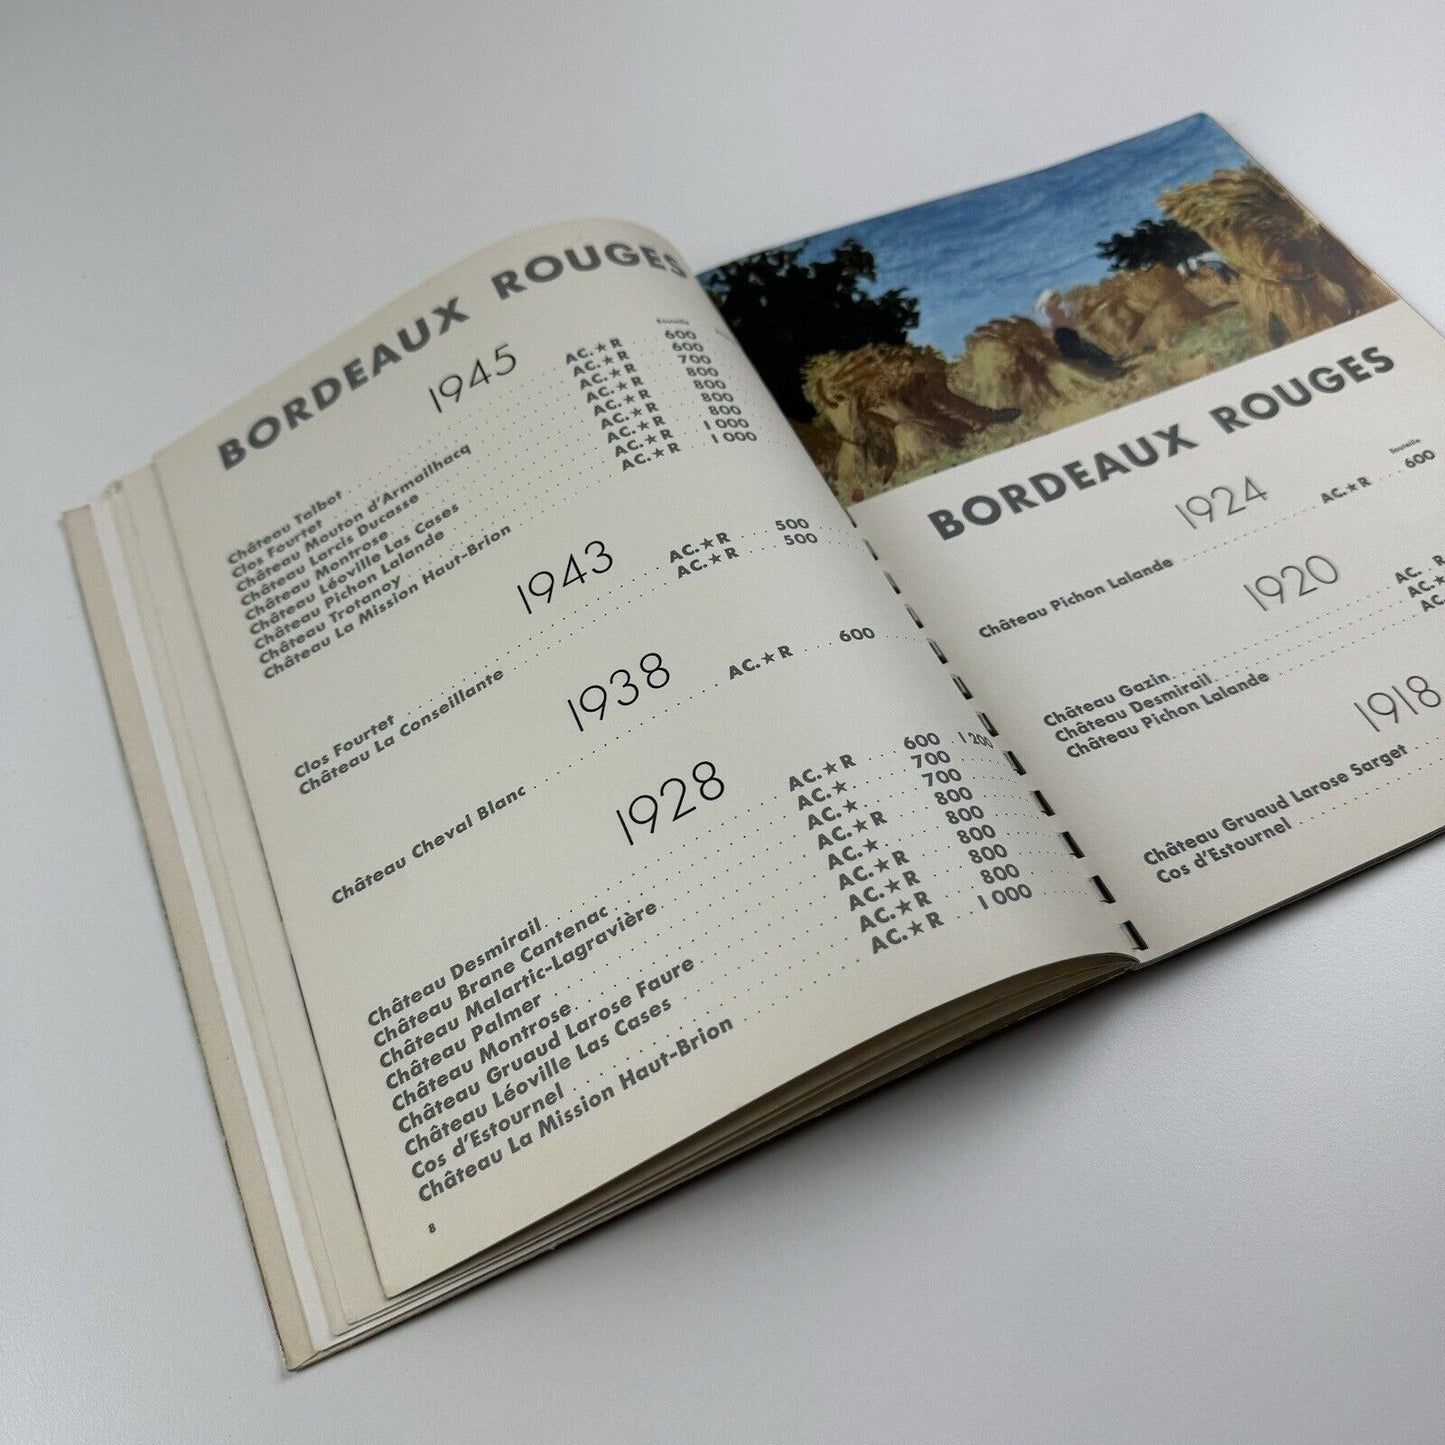 BORDEAUX ROUGES
Bouteille
1945
Château Talbot AC.★R 600
Clos Fourtet AC.★R 600
Château Mouton d'Armailhacq AC.★R 700
Château Larcis Ducasse AC.★R 800
Château Montrose AC.★R 800
Château Léoville Las Cases AC.★R 800
Château Pichon Lalande AC.★R 800
Château Trotanoy AC.★R 1 000
Château La Mission Haut-Brion AC.★R 1 000
1943
Clos Fourtet AC.★R 500
Château La Conseillante AC.★R 500
1938
Château Cheval Blanc AC.★R 600
1928
Château Desmirail AC.★R 600 1 200
Château Brane Cantenac AC.★ 700
Château Malartic-Lagravière AC.★ 700
Château Palmer AC.★R 800
Château Montrose AC.★ 800
Château Gruaud Larose Faure AC.★R 800
Château Léoville Las Cases AC.★R 800
Cos d'Estournel AC.★R 800
Château La Mission Haut-Brion AC.★R 1 000
8
BORDEAUX ROUGES
Bouteille
1924
Château Pichon Lalande AC.★R 600
1920
Château Gazin AC. R
Château Desmirail AC.★
Château Pichon Lalande AC.
1918
Château Gruaud Larose Sarget
Cos d'Estournel